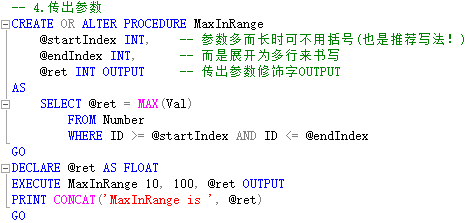 -- 4.传出参数
CREATE OR ALTER PROCEDURE MaxInRange
    @startIndex INT,    -- 参数多而长时可不用括号(也是推荐写法！)
    @endIndex INT,      -- 而是展开为多行来书写
    @ret INT OUTPUT     -- 传出参数修饰字OUTPUT
AS
    SELECT @ret = MAX(Val)
        FROM Number
        WHERE ID >= @startIndex AND ID <= @endIndex
GO
DECLARE @ret AS FLOAT
EXECUTE MaxInRange 10, 100, @ret OUTPUT
PRINT CONCAT('MaxInRange is ', @ret)
GO